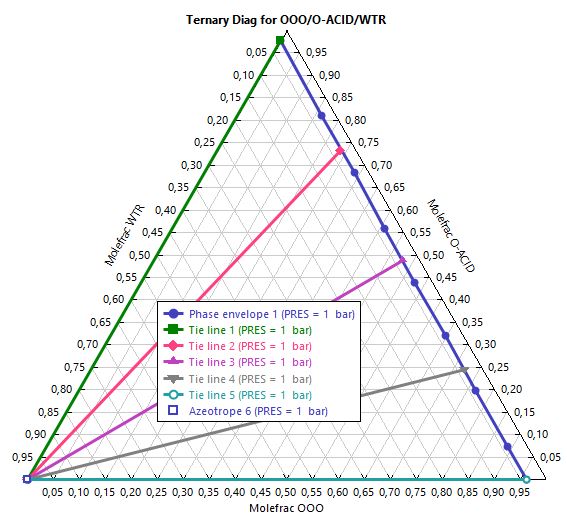 Ternary Diag for OOO/O-ACID/WTR
0,05 0,95
0,10 0,90
0,15 0,85
0,20 0,80
0,25 0,75
0,30 0,70
0,35 0,65
0,40 0,60
0,45 0,55
0,50 0,50
0,55 0,45
0,60 0,40
0,65 0,35
0,70 0,30
0,75 0,25
0,80 0,20
0,85 0,15
0,90 0,10
0,95 0,05
Molefrac WTR
Molefrac O-ACID
Phase envelope 1 (PRES = 1 bar)
Tie line 1 (PRES = 1 bar)
Tie line 2 (PRES = 1 bar)
Tie line 3 (PRES = 1 bar)
Tie line 4 (PRES = 1 bar)
Tie line 5 (PRES = 1 bar)
Azeotrope 6 (PRES = 1 bar)
0,05 0,10 0,15 0,20 0,25 0,30 0,35 0,40 0,45 0,50 0,55 0,60 0,65 0,70 0,75 0,80 0,85 0,90 0,95
Molefrac OOO